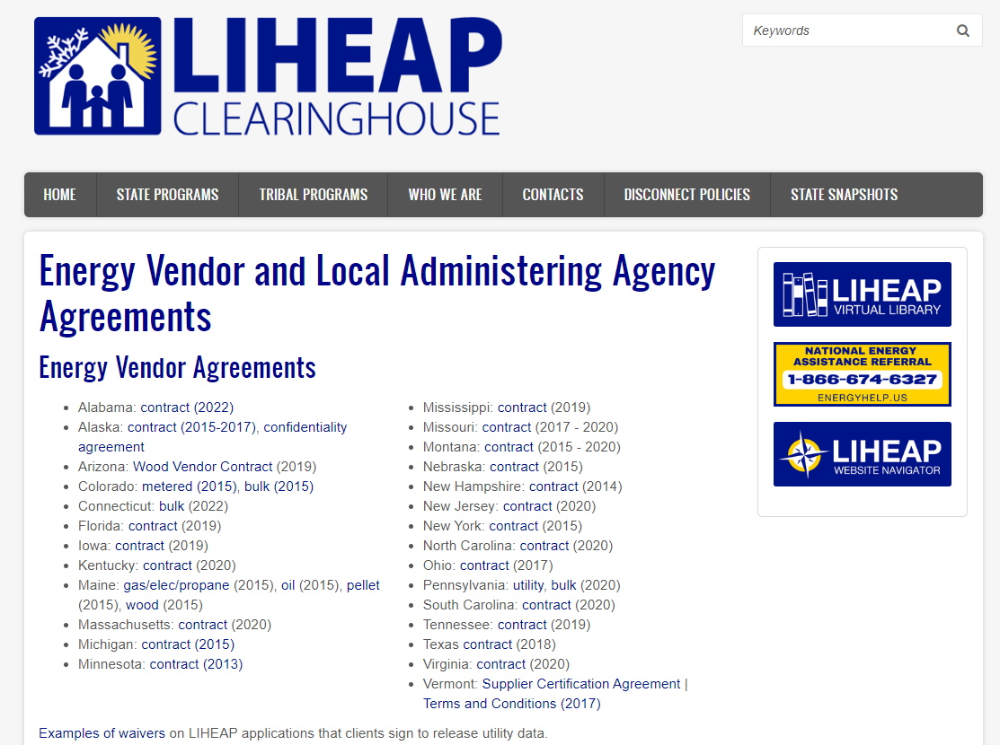 LIHEAP
CLEARINGHOUSE
Keywords
HOME STATE PROGRAMS TRIBAL PROGRAMS WHO WE ARE CONTACTS DISCONNECT POLICIES STATE SNAPSHOTS
Energy Vendor and Local Administering Agency
Agreements
Energy Vendor Agreements
Alabama: contract (2022)
Alaska: contract (2015-2017), confidentiality
agreement
Arizona: Wood Vendor Contract (2019)
Colorado: metered (2015), bulk (2015)
Connecticut: bulk (2022)
Florida: contract (2019)
Iowa: contract (2019)
Kentucky: contract (2020)
Maine: gas/elec/propane (2015), oil (2015), pellet
(2015), wood (2015)
Massachusetts: contract (2020)
Michigan: contract (2015)
Minnesota: contract (2013)
Mississippi: contract (2019)
Missouri: contract (2017 - 2020)
Montana: contract (2015 - 2020)
Nebraska: contract (2015)
New Hampshire: contract (2014)
New Jersey: contract (2020)
New York: contract (2015)
North Carolina: contract (2020)
Ohio: contract (2017)
Pennsylvania: utility, bulk (2020)
South Carolina: contract (2020)
Tennessee: contract (2019)
Texas contract (2018)
Virginia: contract (2020)
Vermont: Supplier Certification Agreement |
Terms and Conditions (2017)
Examples of waivers on LIHEAP applications that clients sign to release utility data.
LIHEAP
VIRTUAL LIBRARY
NATIONAL ENERGY
ASSISTANCE REFERRAL
1-866-674-6327
ENERGYHELP.US
LIHEAP
WEBSITE NAVIGATOR